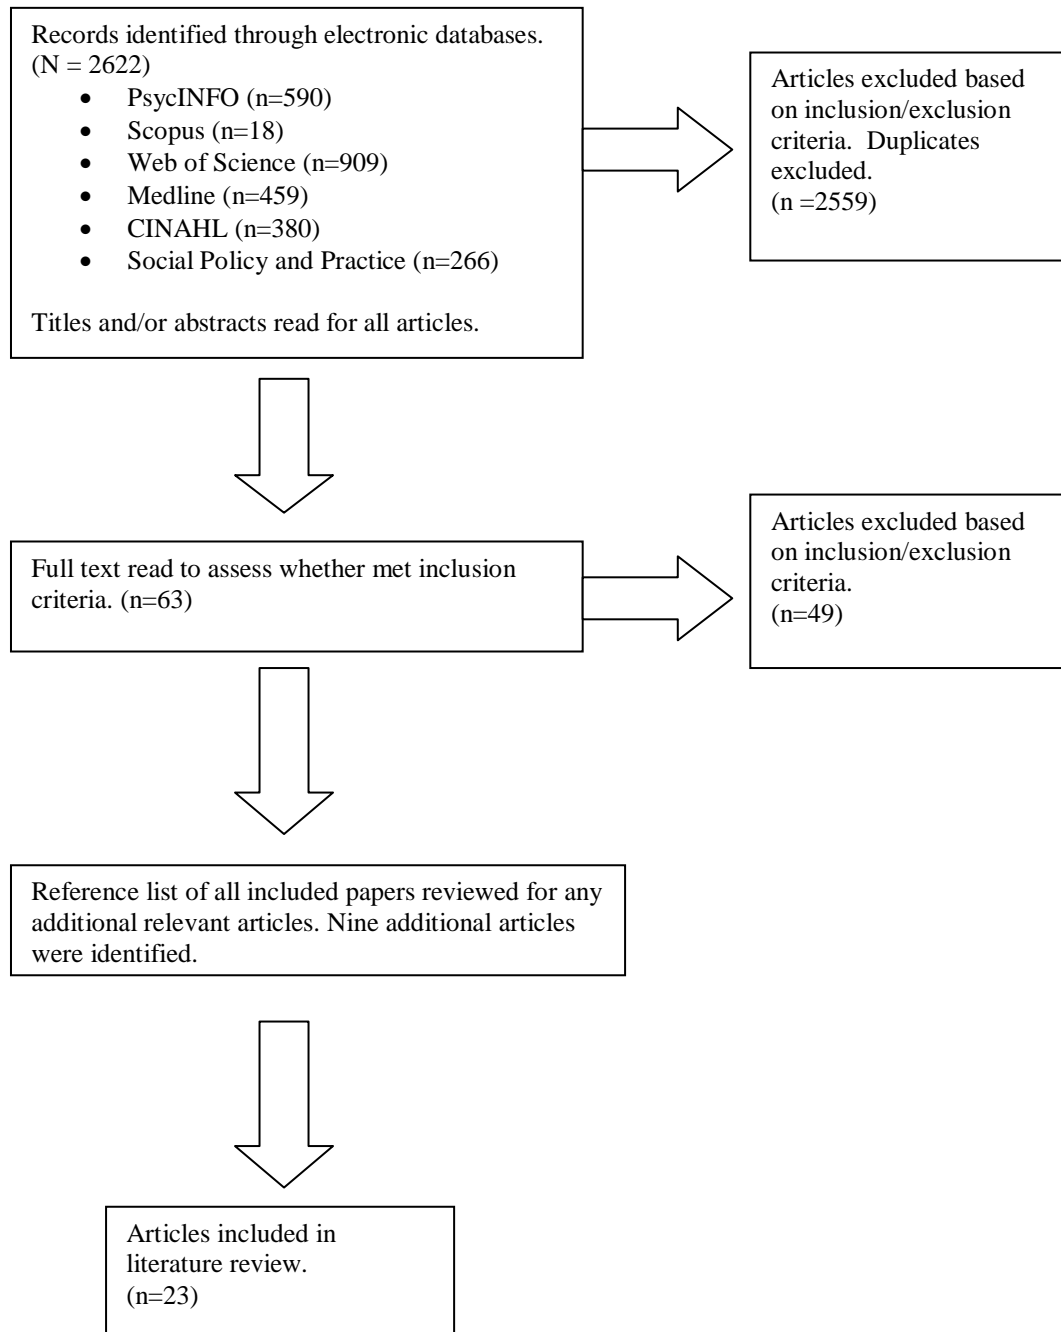 Records identified through electronic databases.
(N = 2622)
• PsycINFO (n=590)
• Scopus (n=18)
• Web of Science (n=909)
• Medline (n=459)
• CINAHL (n=380)
• Social Policy and Practice (n=266)
Titles and/or abstracts read for all articles.
Articles excluded based
on inclusion/exclusion
criteria.  Duplicates
excluded.
(n =2559)
Full text read to assess whether met inclusion
criteria. (n=63)
Articles excluded based
on inclusion/exclusion
criteria.
(n=49)
Reference list of all included papers reviewed for any
additional relevant articles. Nine additional articles
were identified.
Articles included in
literature review.
(n=23)